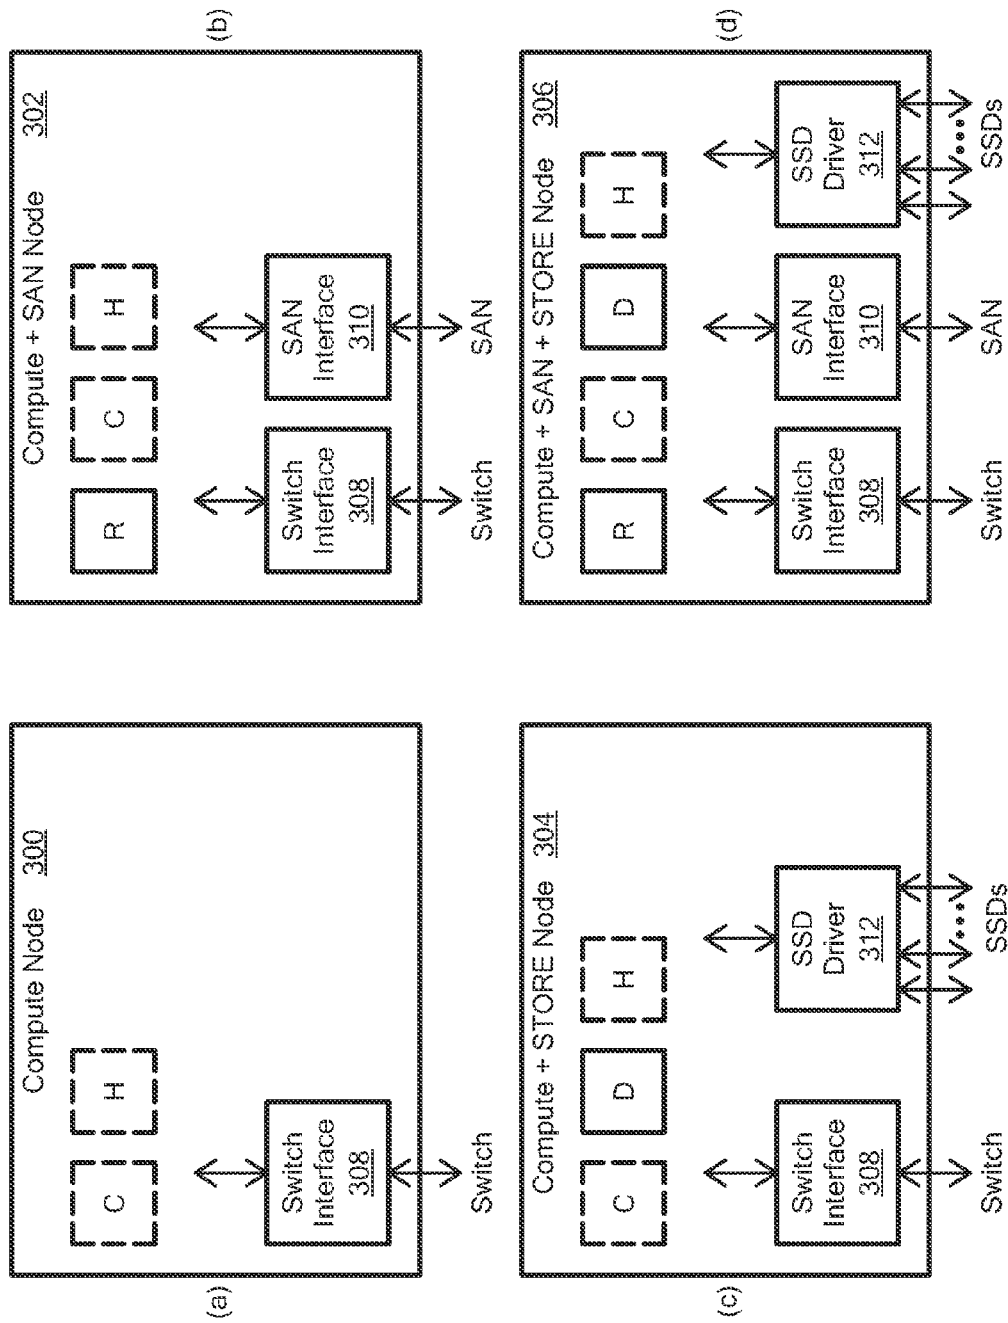 (a)
Compute Node 300
C
H
Switch
Interface
308
Switch
(b)
Compute + SAN Node 302
R
C
H
Switch
Interface
308
SAN
Interface
310
Switch
SAN
(c)
Compute + STORE Node 304
C
D
H
Switch
Interface
308
SSD
Driver
312
Switch
SSDs
(d)
Compute + SAN + STORE Node 306
R
C
D
H
Switch
Interface
308
SAN
Interface
310
SSD
Driver
312
Switch
SAN
SSDs